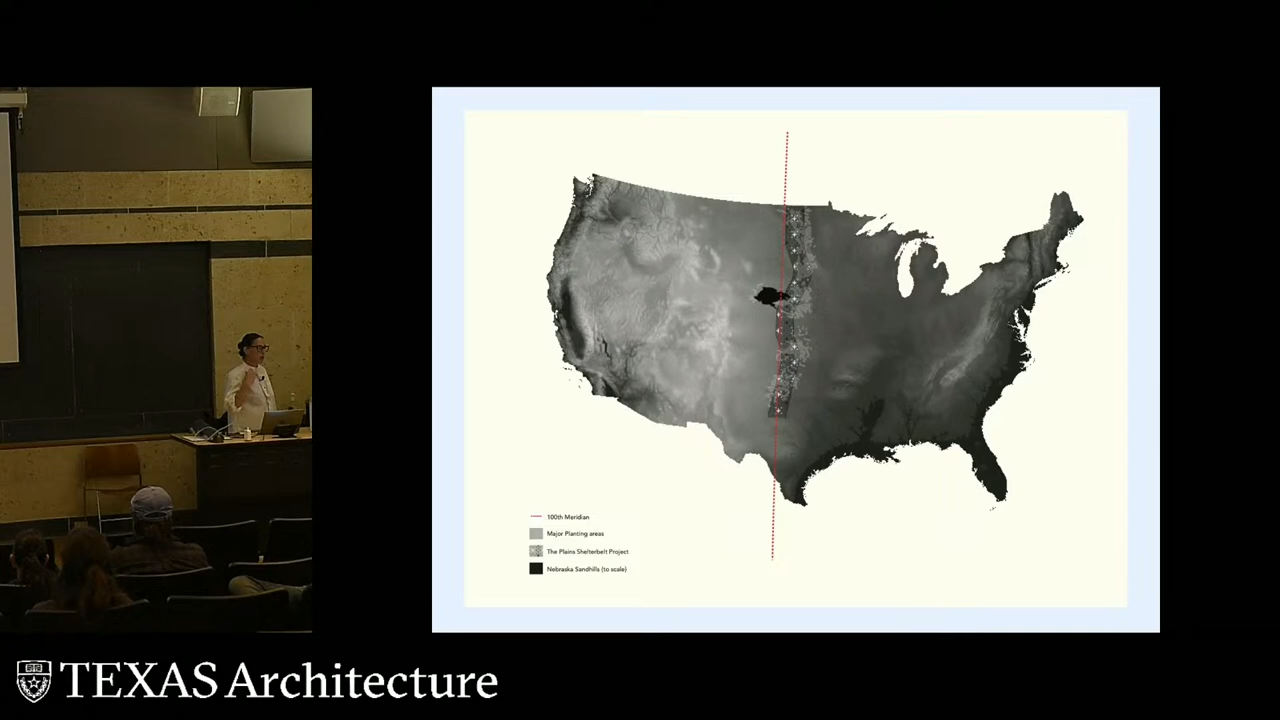 100th Meridian
Major Planting areas
The Plains Shelterbelt Project
Nebraska Sandhills (to scale)
TEXAS Architecture